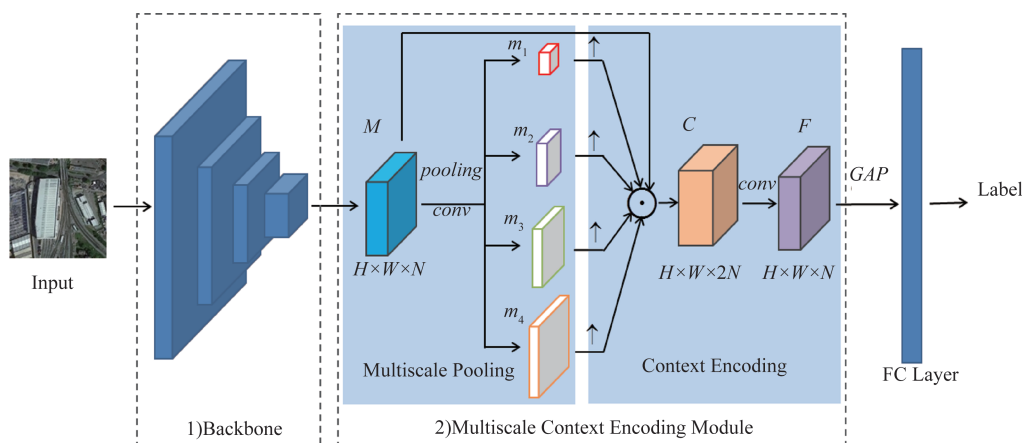 Input
1)Backbone
M
H×W×N
pooling
conv
m1
m2
m3
m4
↑
↑
↑
↑
Multiscale Pooling
C
H×W×2N
conv
F
H×W×N
Context Encoding
2)Multiscale Context Encoding Module
GAP
FC Layer
Label